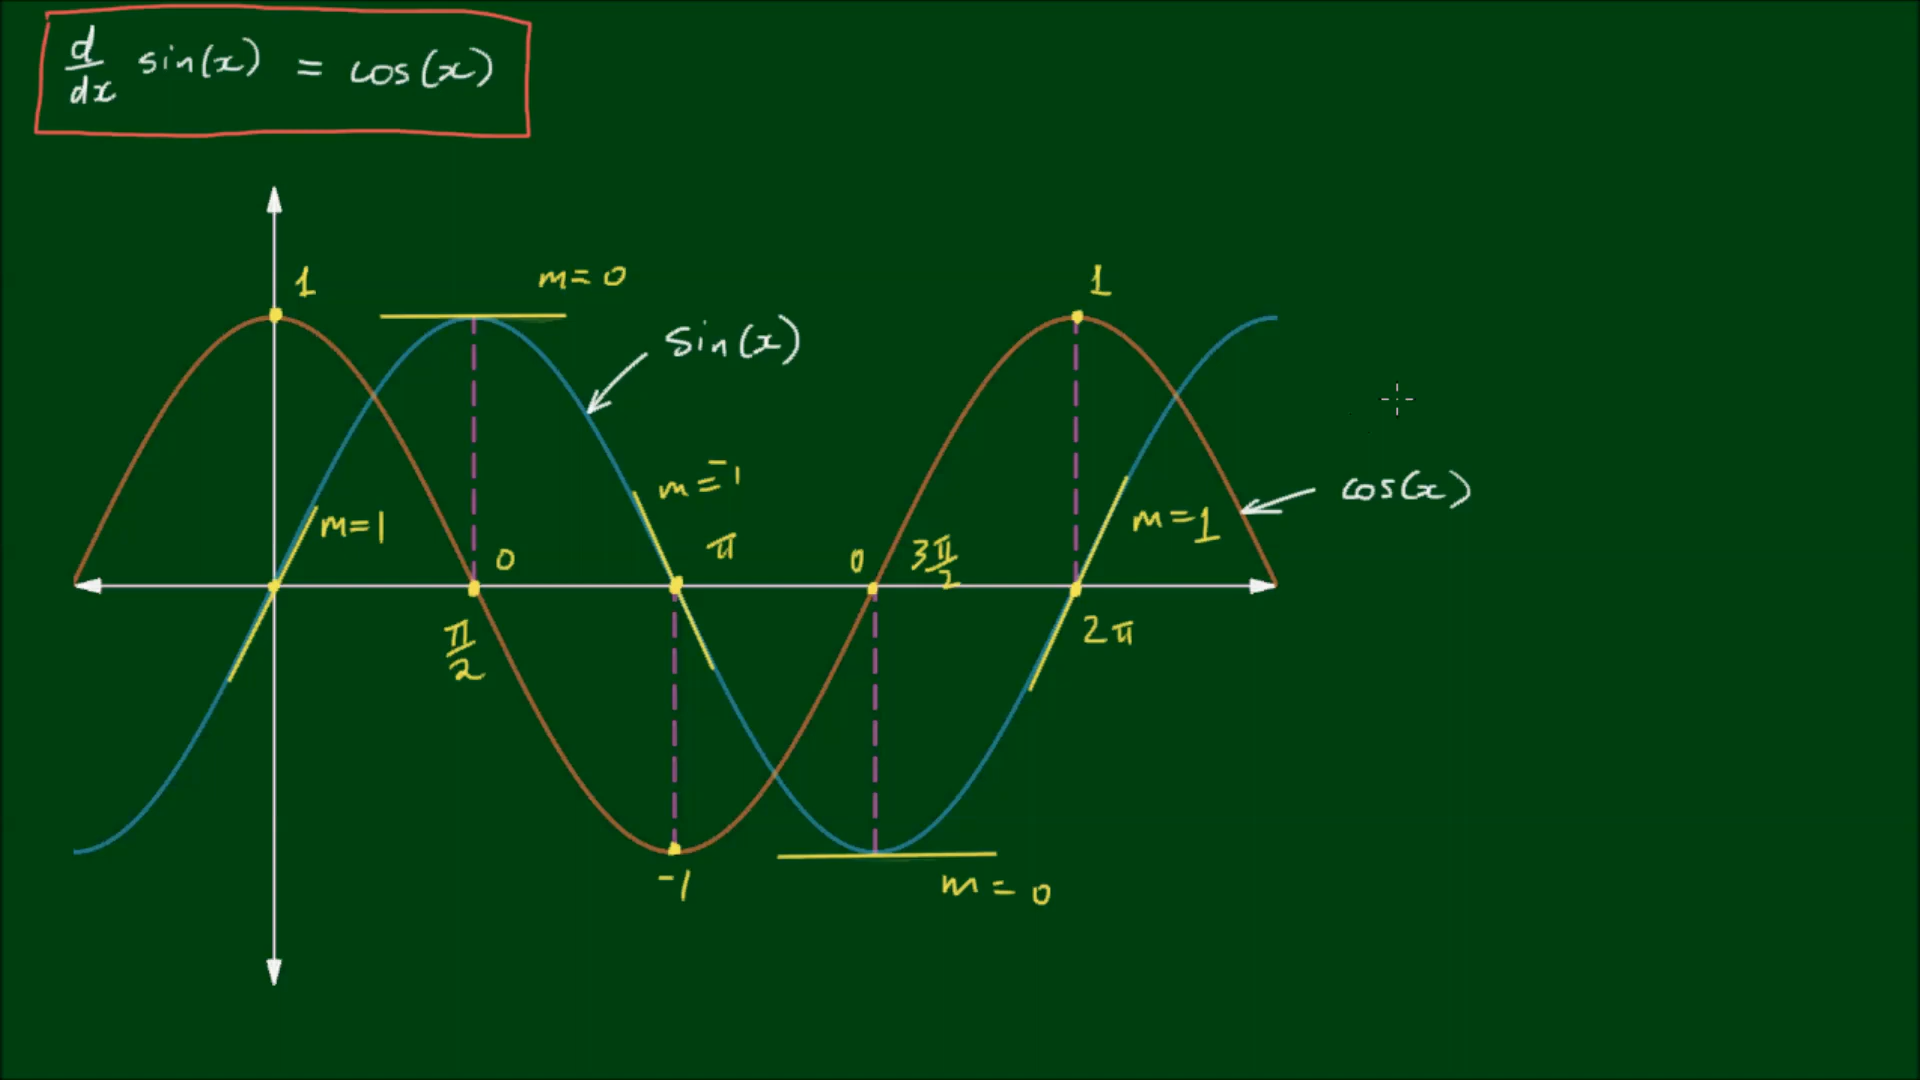 d/dx sin(x) = cos(x)
1
m = 0
1
sin(x)
m = -1
cos(x)
m = 1
m = 1
π
0
0
3π/2
π/2
2π
-1
m = 0